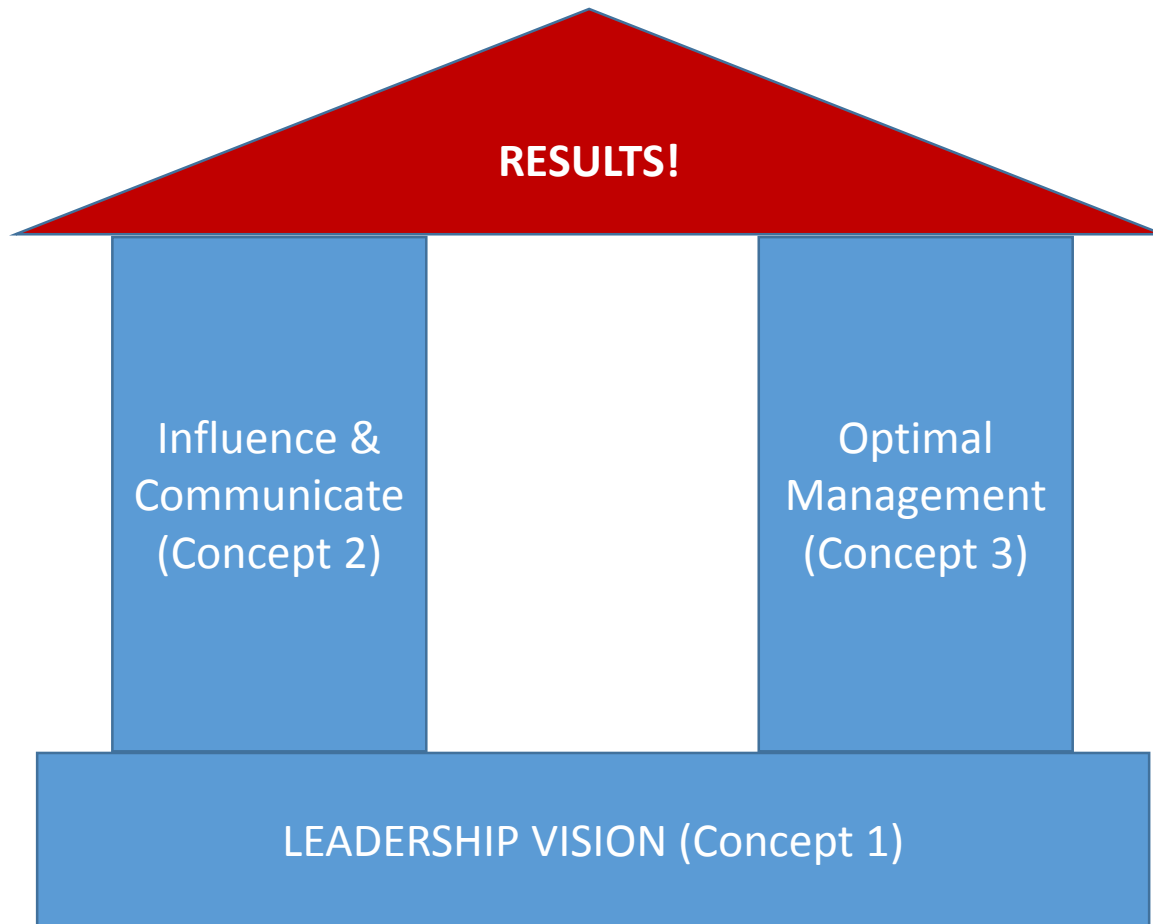 RESULTS!
Influence &
Communicate
(Concept 2)
Optimal
Management
(Concept 3)
LEADERSHIP VISION (Concept 1)